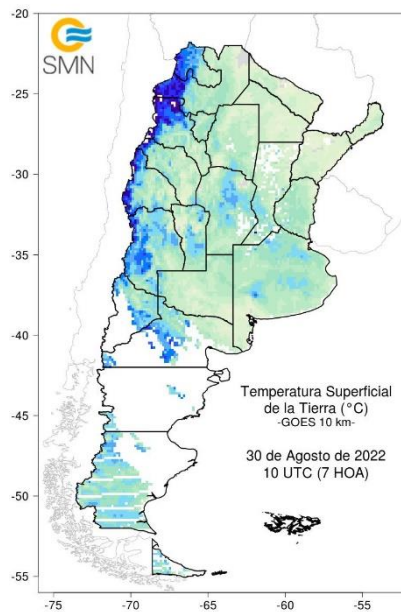 -20
SMN
-25
-30
-35
-40
Temperatura Superficial
de la Tierra (°C)
-GOES 10 km-
-45
30 de Agosto de 2022
10 UTC (7 HOA)
-50
-55
-75
-70
-65
-60
-55